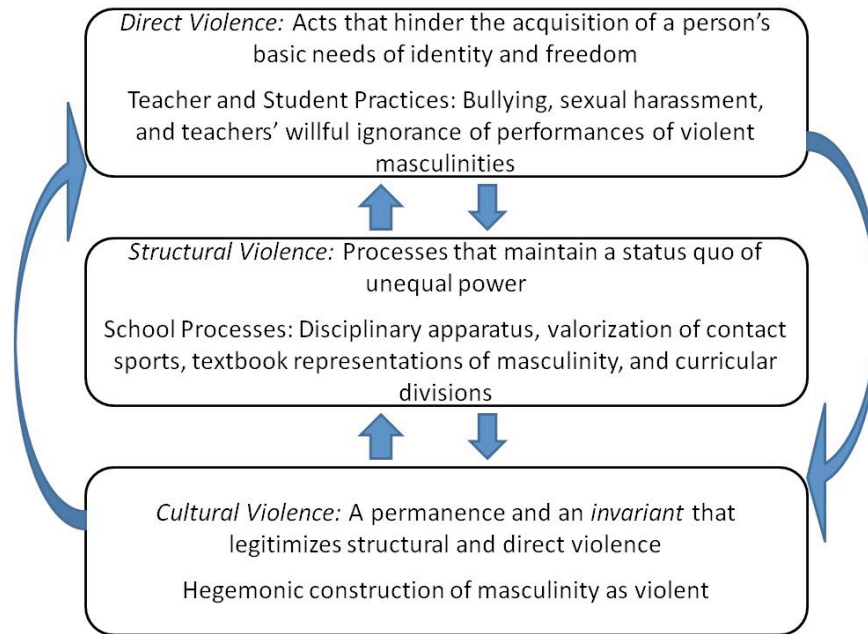 Direct Violence: Acts that hinder the acquisition of a person’s
basic needs of identity and freedom
Teacher and Student Practices: Bullying, sexual harassment,
and teachers’ willful ignorance of performances of violent
masculinities
Structural Violence: Processes that maintain a status quo of
unequal power
School Processes: Disciplinary apparatus, valorization of contact
sports, textbook representations of masculinity, and curricular
divisions
Cultural Violence: A permanence and an invariant that
legitimizes structural and direct violence
Hegemonic construction of masculinity as violent